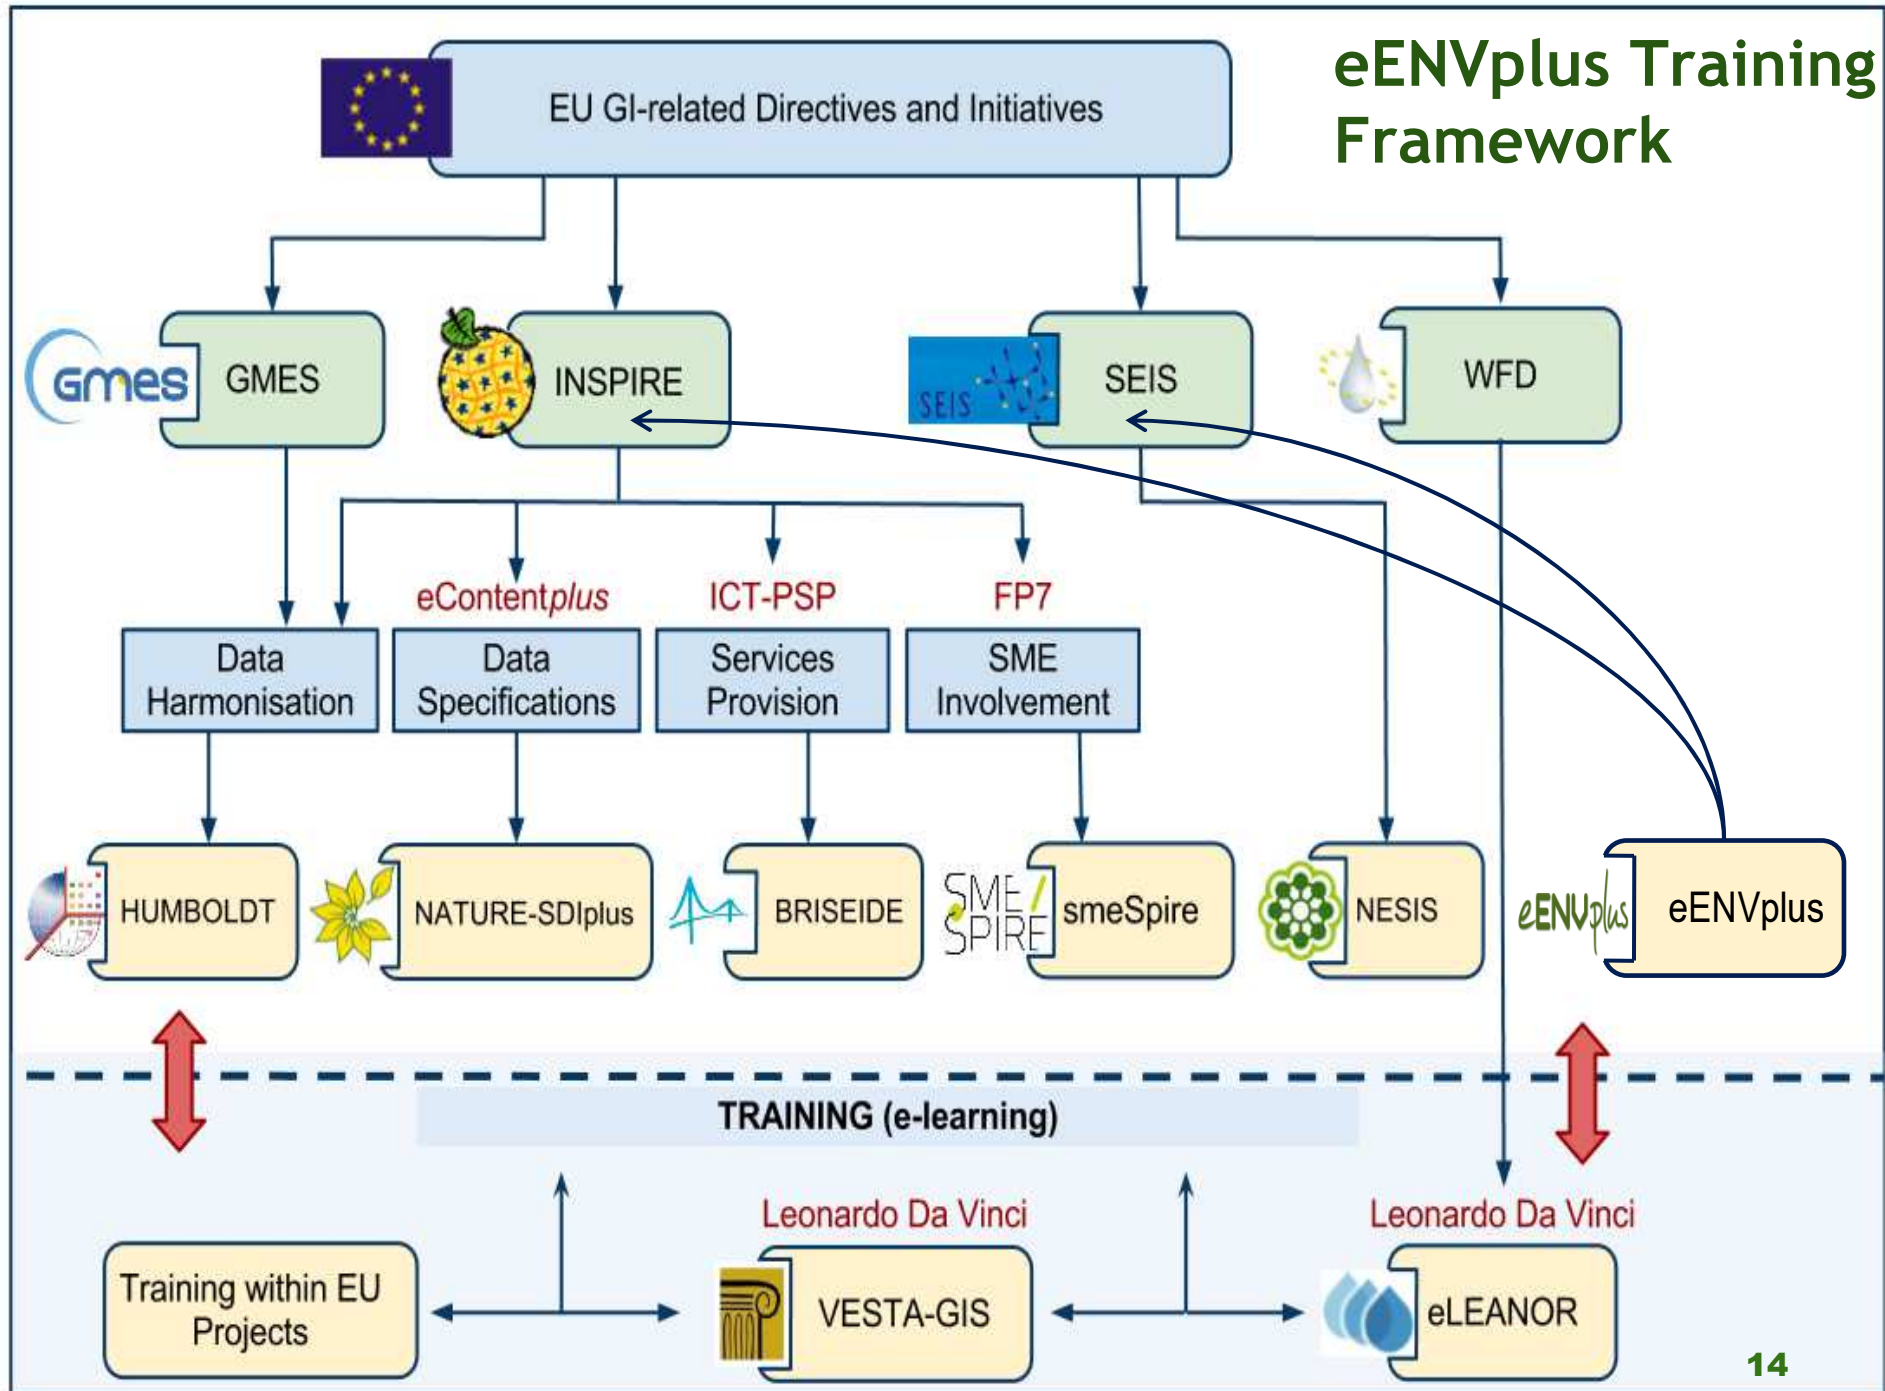 eENVplus Training
Framework
EU GI-related Directives and Initiatives
Gmes
GMES
INSPIRE
SEIS
SEIS
WFD
eContentplus
ICT-PSP
FP7
Data
Harmonisation
Data
Specifications
Services
Provision
SME
Involvement
HUMBOLDT
NATURE-SDIplus
BRISEIDE
SME
SPIRE
smeSpire
NESIS
eENVplus
eENVplus
TRAINING (e-learning)
Leonardo Da Vinci
Leonardo Da Vinci
Training within EU
Projects
VESTA-GIS
eLEANOR
14